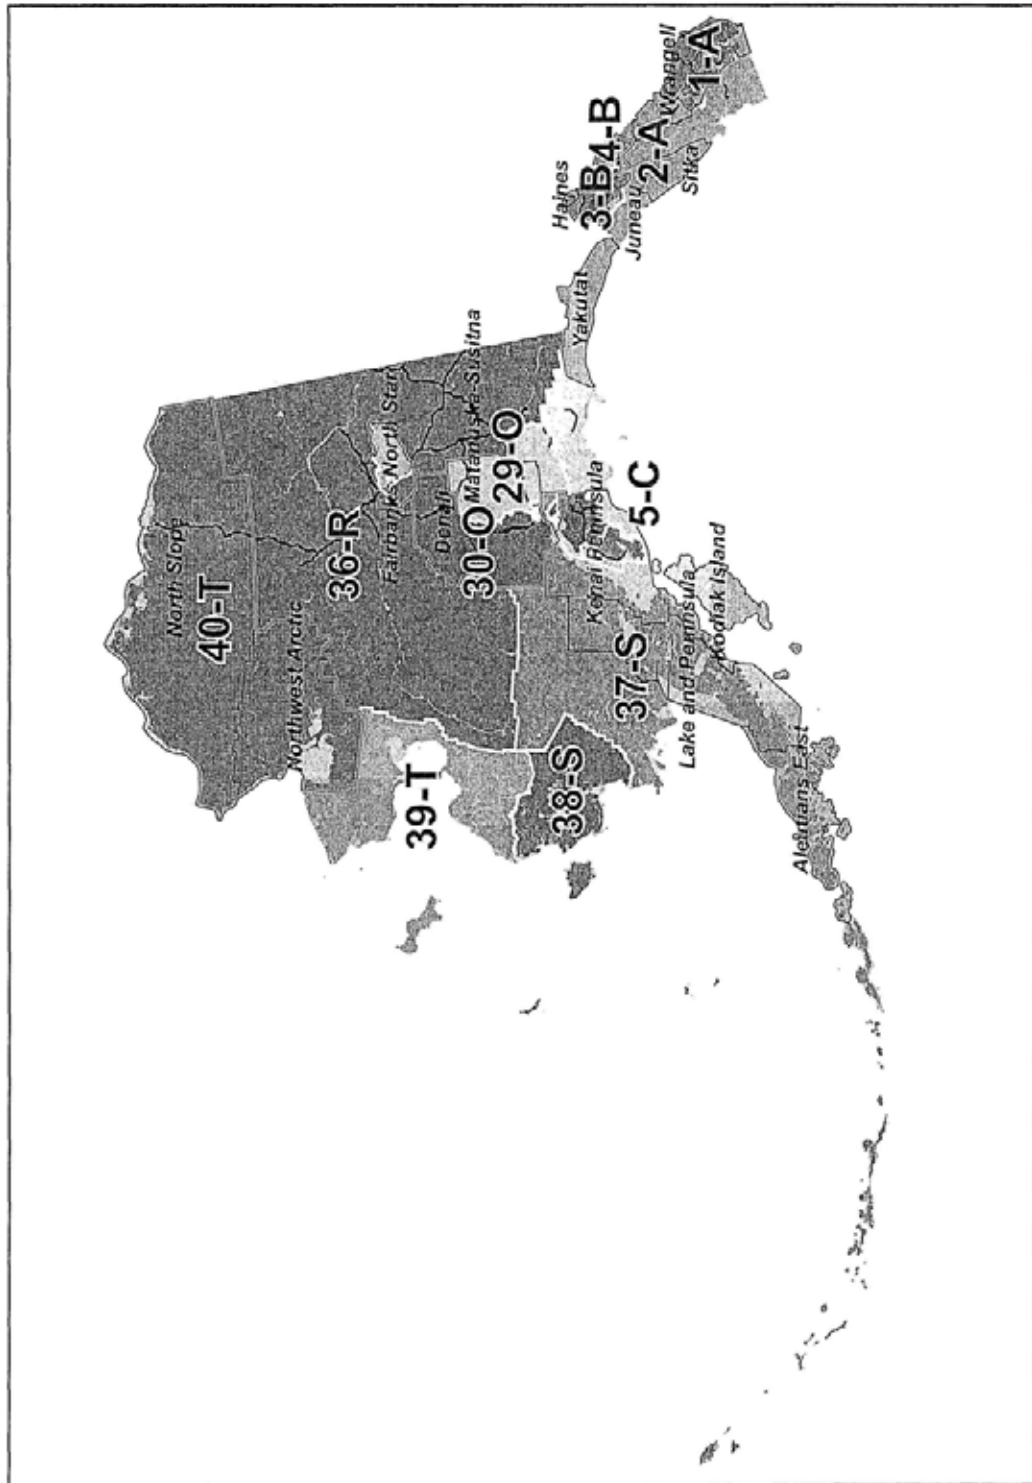 North Slope
40-T
Northwest Arctic
36-R
Fairbanks North Star
39-T
Denali
Matanuska-Susitna
30-O
29-O
38-S
37-S
Kenai Peninsula
5-C
Lake and Peninsula
Kodiak Island
Aleutians East
Yakutat
Haines
3-B
4-B
Juneau
2-A
Sitka
Wrangell
1-A